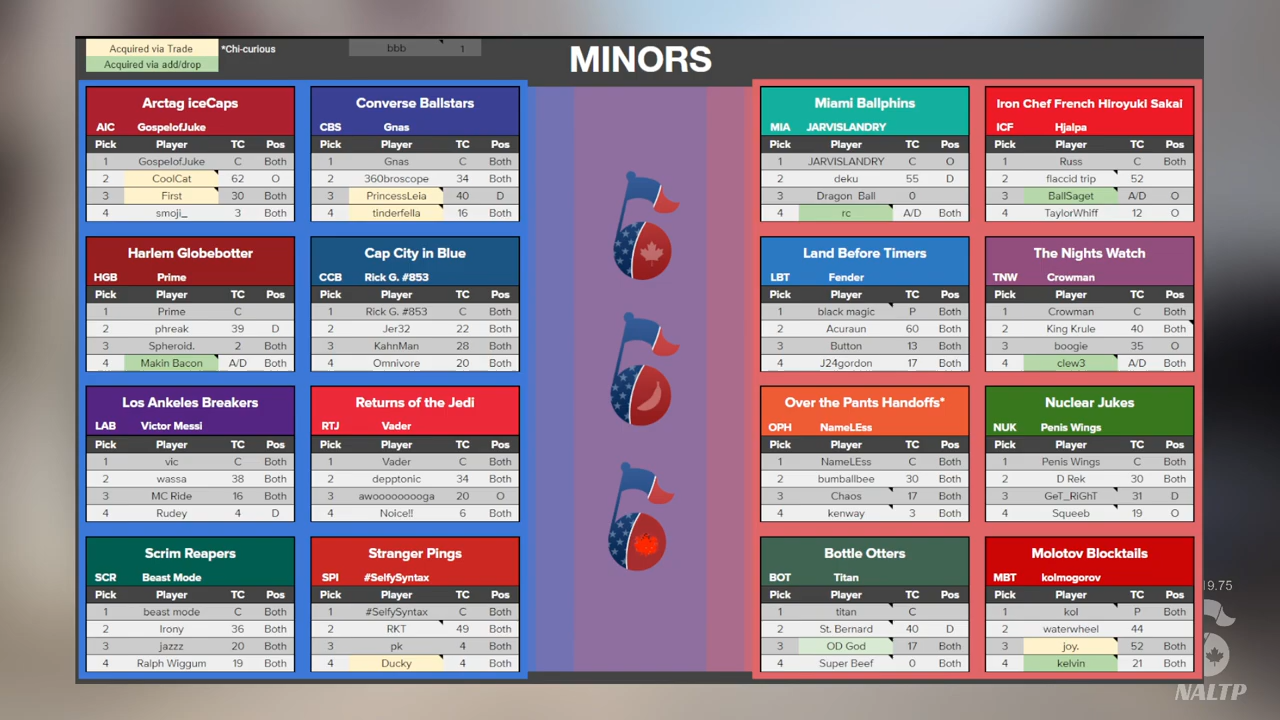 Acquired via Trade *Chi-curious bbb 1
Acquired via add/drop
MINORS
Arctag iceCaps
AIC GospelofJuke
Pick Player TC Pos
1 GospelofJuke C Both
2 CoolCat 62 O
3 First 30 Both
4 smoji_ 3 Both
Converse Ballstars
CBS Gnas
Pick Player TC Pos
1 Gnas C Both
2 360broscope 34 Both
3 PrincessLeia 40 D
4 tinderfella 16 Both
Miami Ballphins
MIA JARVISLANDRY
Pick Player TC Pos
1 JARVISLANDRY C O
2 deku 55 D
3 Dragon Ball 0
4 rc A/D Both
Iron Chef French Hiroyuki Sakai
ICF Hjalpa
Pick Player TC Pos
1 Russ C Both
2 flaccid trip 52
3 BallSaget A/D O
4 TaylorWhiff 12 O
Harlem Globebotter
HGB Prime
Pick Player TC Pos
1 Prime C
2 phreak 39 D
3 Spheroid. 2 Both
4 Makin Bacon A/D Both
Cap City in Blue
CCB Rick G. #853
Pick Player TC Pos
1 Rick G. #853 C Both
2 Jer32 22 Both
3 KahnMan 28 Both
4 Omnivore 20 Both
Land Before Timers
LBT Fender
Pick Player TC Pos
1 black magic P Both
2 Acuraun 60 Both
3 Button 13 Both
4 J24gordon 17 Both
The Nights Watch
TNW Crowman
Pick Player TC Pos
1 Crowman C Both
2 King Krule 40 Both
3 boogie 35 O
4 clew3 A/D Both
Los Ankeles Breakers
LAB Victor Messi
Pick Player TC Pos
1 vic C Both
2 wassa 38 Both
3 MC Ride 16 Both
4 Rudey 4 D
Returns of the Jedi
RTJ Vader
Pick Player TC Pos
1 Vader C Both
2 depptonic 34 Both
3 awooooooooga 20 O
4 Noice!! 6 Both
Over the Pants Handoffs*
OPH NameLEss
Pick Player TC Pos
1 NameLEss C Both
2 bumballbee 30 Both
3 Chaos 17 Both
4 kenway 3 Both
Nuclear Jukes
NUK Penis Wings
Pick Player TC Pos
1 Penis Wings C Both
2 D Rek 30 Both
3 GeT_RiGhT 31 D
4 Squeeb 19 O
Scrim Reapers
SCR Beast Mode
Pick Player TC Pos
1 beast mode C Both
2 Irony 36 Both
3 jazzz 20 Both
4 Ralph Wiggum 19 Both
Stranger Pings
SPI #SelfySyntax
Pick Player TC Pos
1 #SelfySyntax C Both
2 RKT 49 Both
3 pk 4 Both
4 Ducky 4 Both
Bottle Otters
BOT Titan
Pick Player TC Pos
1 titan C
2 St. Bernard 40 D
3 OD God 17 Both
4 Super Beef 0 Both
Molotov Blocktails
MBT kolmogorov
Pick Player TC Pos
1 kol P Both
2 waterwheel 44
3 joy. 52 Both
4 kelvin 21 Both
19.75
NALTP